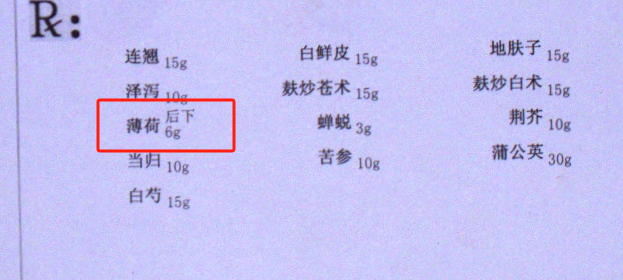 ℞:
连翘 15g 白鲜皮 15g 地肤子 15g
泽泻 10g 麸炒苍术 15g 麸炒白术 15g
薄荷 后下 6g 蝉蜕 3g 荆芥 10g
当归 10g 苦参 10g 蒲公英 30g
白芍 15g